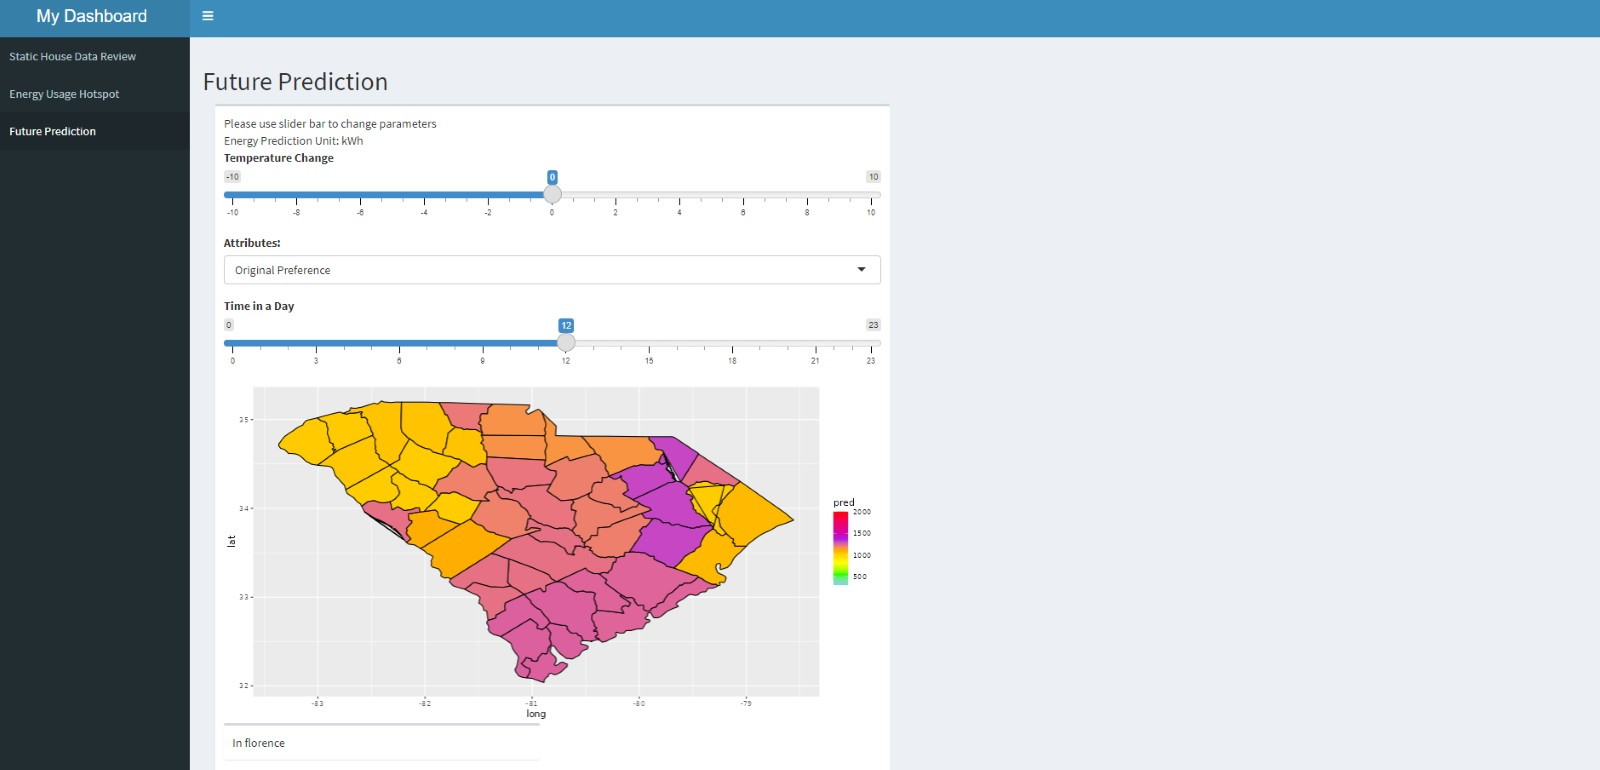 My Dashboard
Static House Data Review
Energy Usage Hotspot
Future Prediction
Future Prediction
Please use slider bar to change parameters
Energy Prediction Unit: kWh
Temperature Change
-10 0 10
-10 -8 -6 -4 -2 0 2 4 6 8 10
Attributes:
Original Preference
Time in a Day
0 12 23
0 3 6 9 12 15 18 21 23
35
34
33
32
lat
-83 -82 -81 -80 -79
long
pred
2000
1500
1000
500
In florence